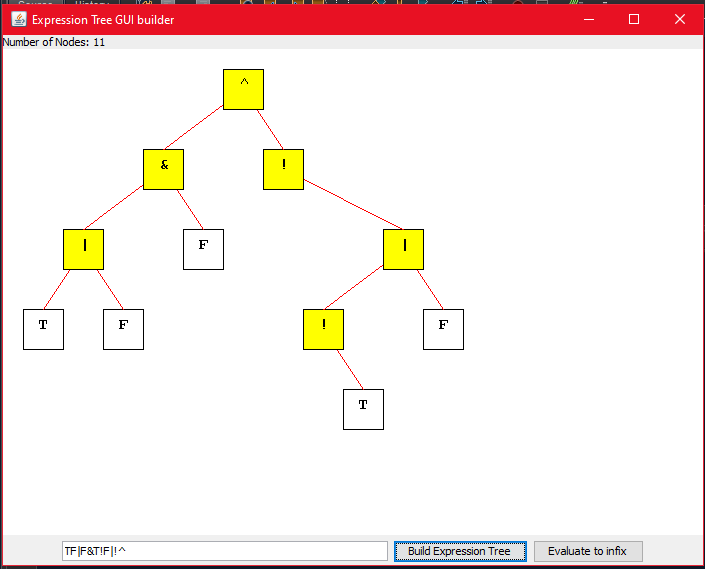 Expression Tree GUI builder
Number of Nodes: 11
^
& !
| F |
T F ! F
T
TF|F&T!F|!^
Build Expression Tree Evaluate to infix